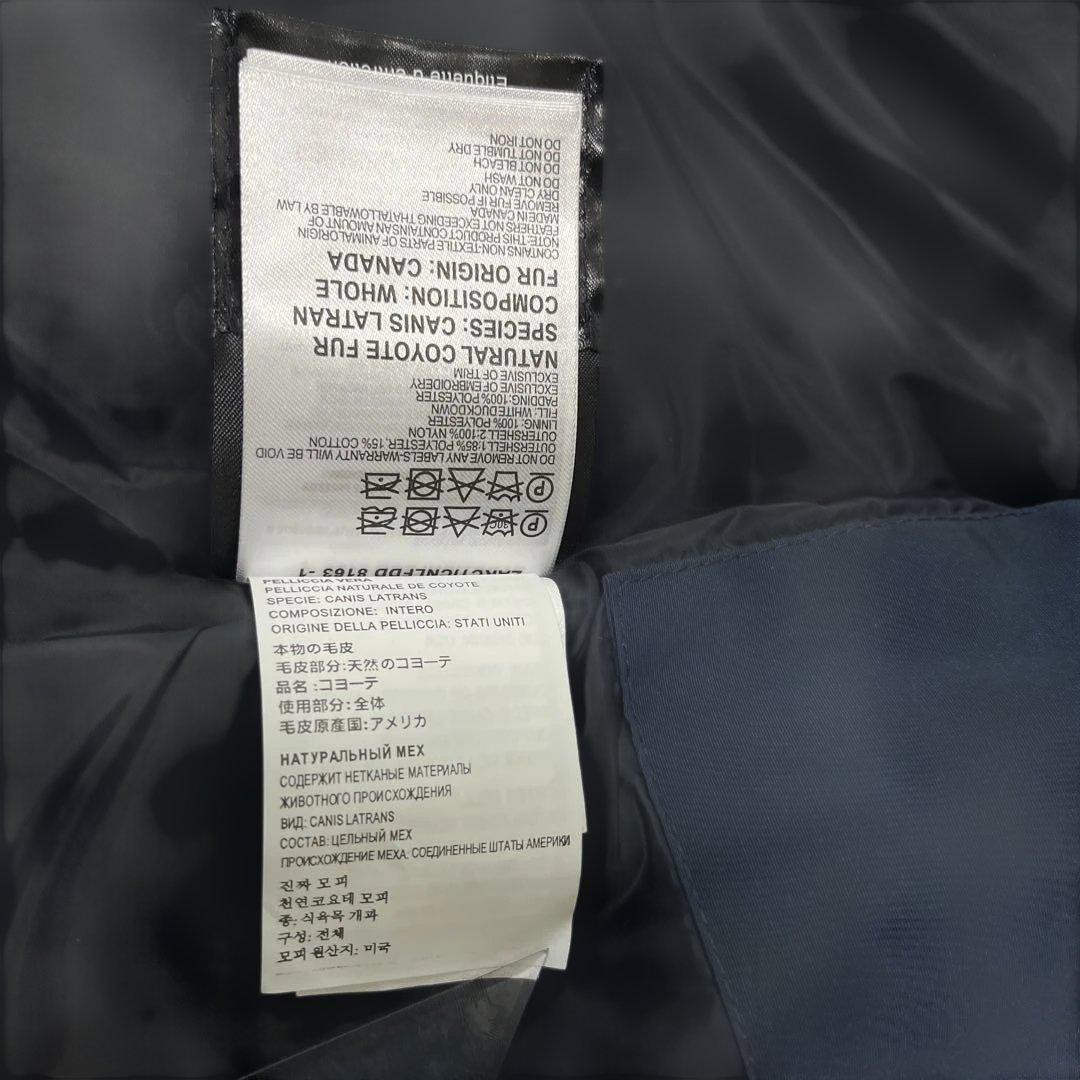 Etiquette d'entretien
DO NOT IRON
DO NOT TUMBLE DRY
DO NOT BLEACH
DO NOT WASH
DRY CLEAN ONLY
REMOVE FUR IF POSSIBLE
MADE IN CANADA
FEATHERS NOT EXCEEDING THATALLOWABLE BY LAW
NOTE: THIS PRODUCT CONTAINS AN AMOUNT OF
CONTAINS NON-TEXTILE PARTS OF ANIMALORIGIN
FUR ORIGIN: CANADA
COMPOSITION: WHOLE
SPECIES: CANIS LATRAN
NATURAL COYOTE FUR
EXCLUSIVE OF TRIM
EXCLUSIVE OF EMBROIDERY
PADDING:100% POLYESTER
FILL: WHITE DUCKDOWN
LINING: 100% POLYESTER
OUTERSHELL 2:100% NYLON
OUTERSHELL 1:85% POLYESTER, 15% COTTON
DO NOT REMOVE ANY LABELS-WARRANTY WILL BE VOID
P
P 30C
8163 -1
PELLICCIA VERA
PELLICCIA NATURALE DE COYOTE
SPECIE: CANIS LATRANS
COMPOSIZIONE: INTERO
ORIGINE DELLA PELLICCIA: STATI UNITI
本物の毛皮
毛皮部分:天然のコヨーテ
品名:コヨーテ
使用部分:全体
毛皮原產国:アメリカ
НАТУРАЛЬНЫЙ МЕХ
СОДЕРЖИТ НЕТКАНЫЕ МАТЕРИАЛЫ
ЖИВОТНОГО ПРОИСХОЖДЕНИЯ
ВИД: CANIS LATRANS
СОСТАВ: ЦЕЛЬНЫЙ МЕХ
ПРОИСХОЖДЕНИЕ МЕХА: СОЕДИНЕННЫЕ ШТАТЫ АМЕРИКИ
진짜 모피
천연코요테 모피
종: 식육목 개과
구성: 전체
모피 원산지: 미국